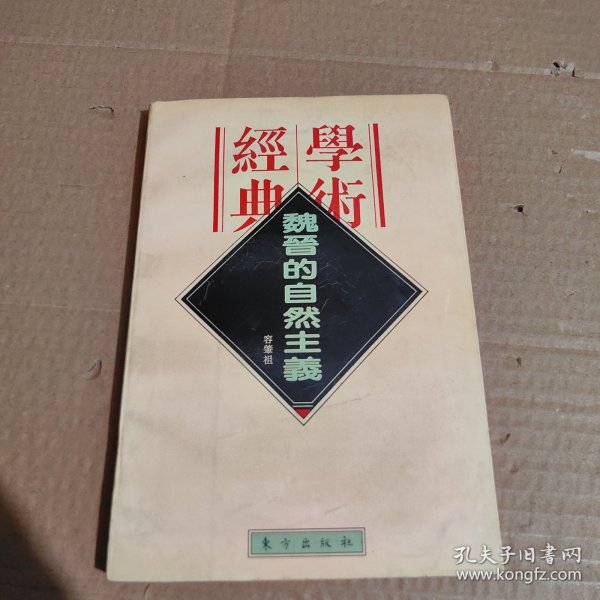 學術
經典
魏晉的自然主義
容肇祖
東方出版社
孔夫子旧书网
www.kongfz.com